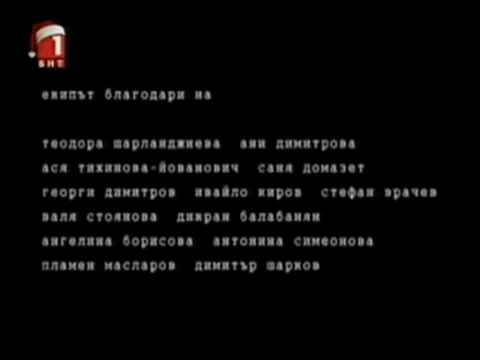 1
БНТ
екипът благодари на
теодора шарланджиева ани димитрова
ася тихинова-йованович саня домазет
георги димитров ивайло киров стефан врачев
валя стоянова дикран балабанян
ангелина борисова антонина симеонова
пламен масларов димитър шарков